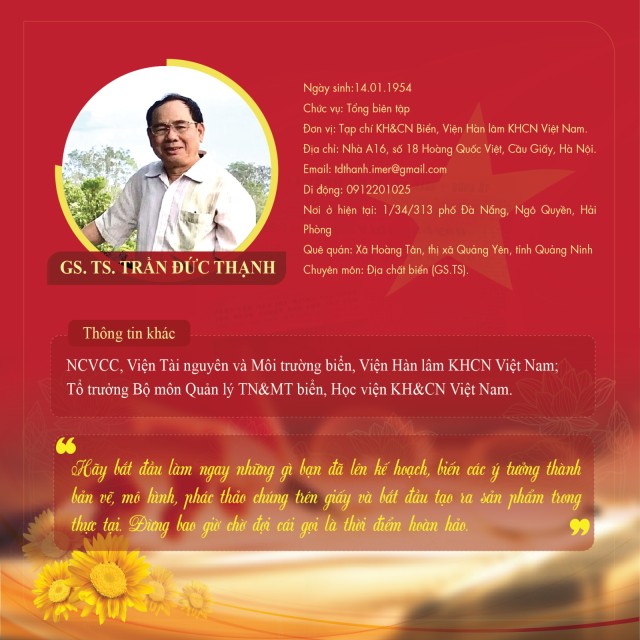 Ngày sinh:14.01.1954
Chức vụ: Tổng biên tập
Đơn vị: Tạp chí KH&CN Biển, Viện Hàn lâm KHCN Việt Nam.
Địa chỉ: Nhà A16, số 18 Hoàng Quốc Việt, Cầu Giấy, Hà Nội.
Email: tdthanh.imer@gmail.com
Di động: 0912201025
Nơi ở hiện tại: 1/34/313 phố Đà Nẵng, Ngô Quyền, Hải
Phòng
Quê quán: Xã Hoàng Tân, thị xã Quảng Yên, tỉnh Quảng Ninh
Chuyên môn: Địa chất biển (GS.TS).
GS. TS. TRẦN ĐỨC THẠNH
Thông tin khác
NCVCC, Viện Tài nguyên và Môi trường biển, Viện Hàn lâm KHCN Việt Nam;
Tổ trưởng Bộ môn Quản lý TN&MT biển, Học viện KH&CN Việt Nam.
“Hãy bắt đầu làm ngay những gì bạn đã lên kế hoạch, biến các ý tưởng thành
bản vẽ, mô hình, phác thảo chúng trên giấy và bắt đầu tạo ra sản phẩm trong
thực tại. Đừng bao giờ chờ đợi cái gọi là thời điểm hoàn hảo.”